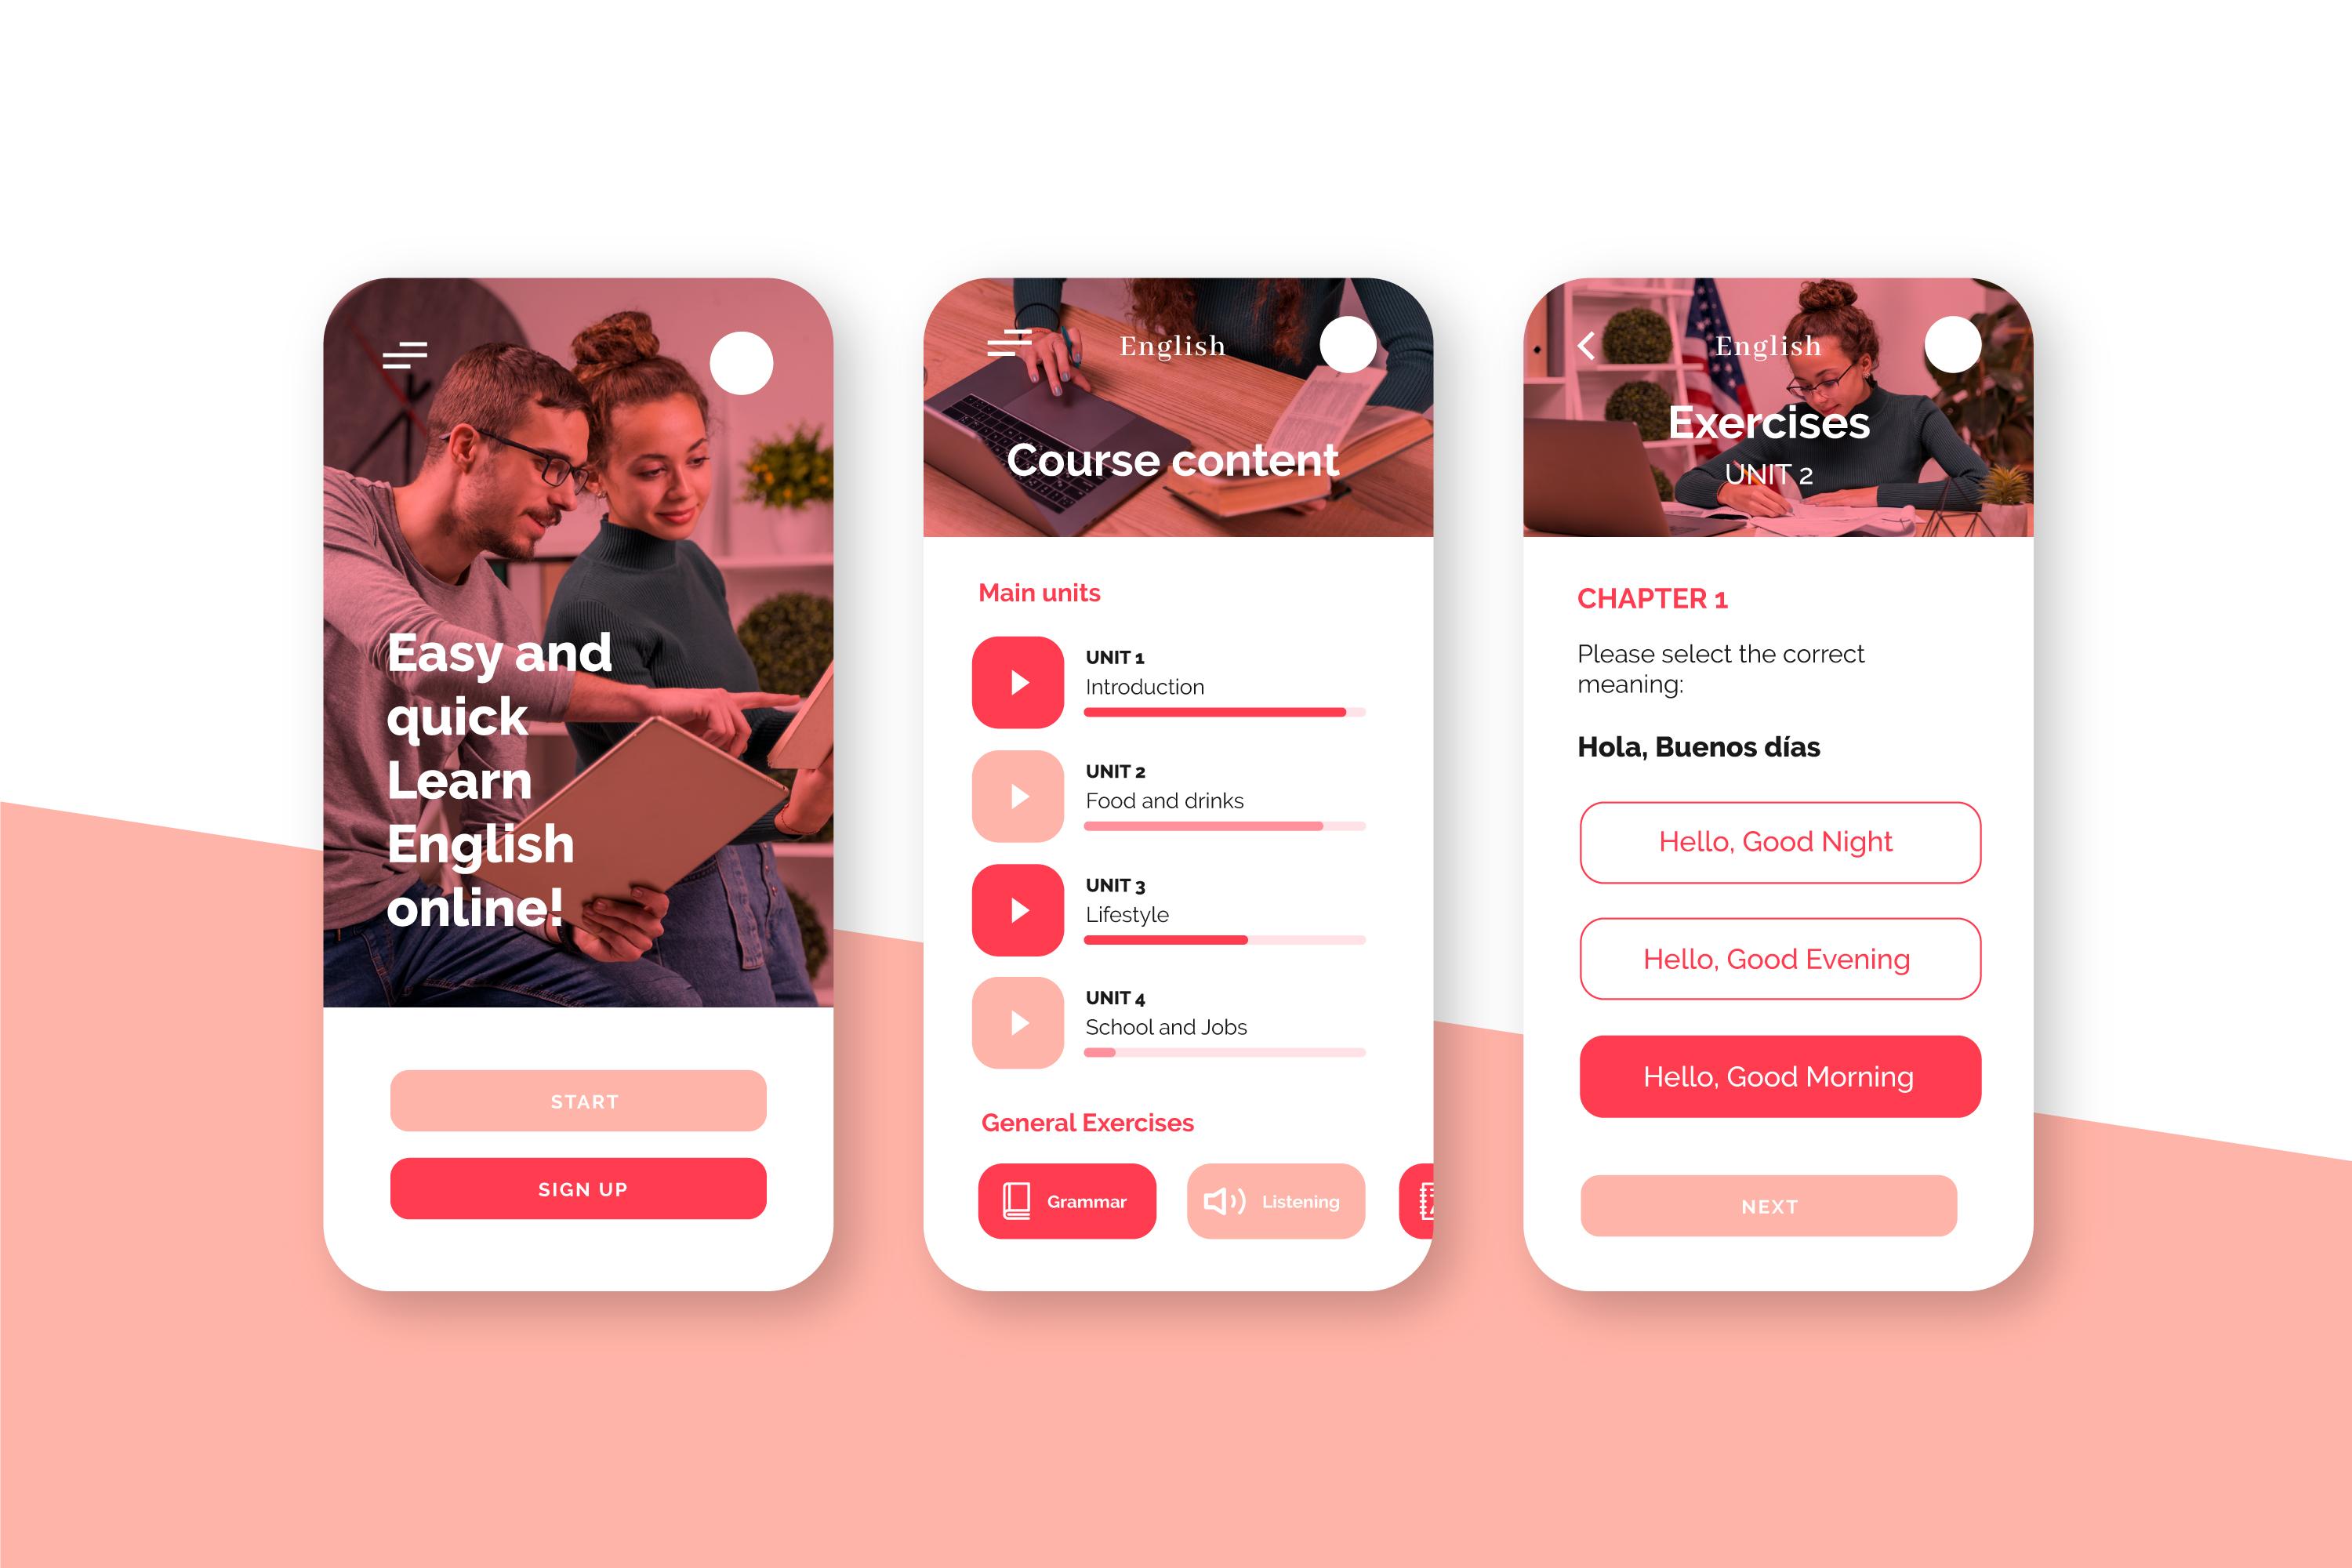 Easy and
quick
Learn
English
online!
START
SIGN UP
English
Course content
Main units
UNIT 1
Introduction
UNIT 2
Food and drinks
UNIT 3
Lifestyle
UNIT 4
School and Jobs
General Exercises
Grammar
Listening
English
Exercises
UNIT 2
CHAPTER 1
Please select the correct
meaning:
Hola, Buenos días
Hello, Good Night
Hello, Good Evening
Hello, Good Morning
NEXT